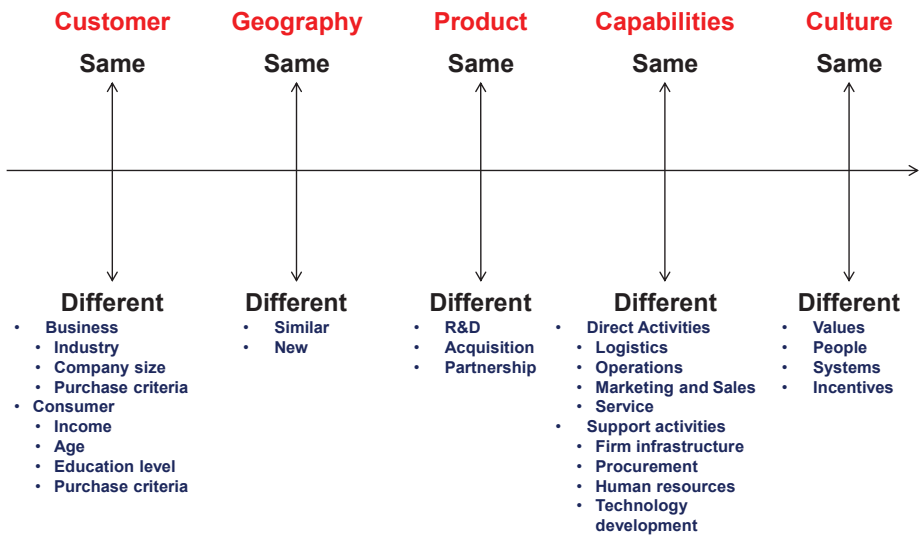 Customer
Geography
Product
Capabilities
Culture
Same
Same
Same
Same
Same
Different
Different
Different
Different
Different
• Business
• Industry
• Company size
• Purchase criteria
• Consumer
• Income
• Age
• Education level
• Purchase criteria
• Similar
• New
• R&D
• Acquisition
• Partnership
• Direct Activities
• Logistics
• Operations
• Marketing and Sales
• Service
• Support activities
• Firm infrastructure
• Procurement
• Human resources
• Technology
development
• Values
• People
• Systems
• Incentives